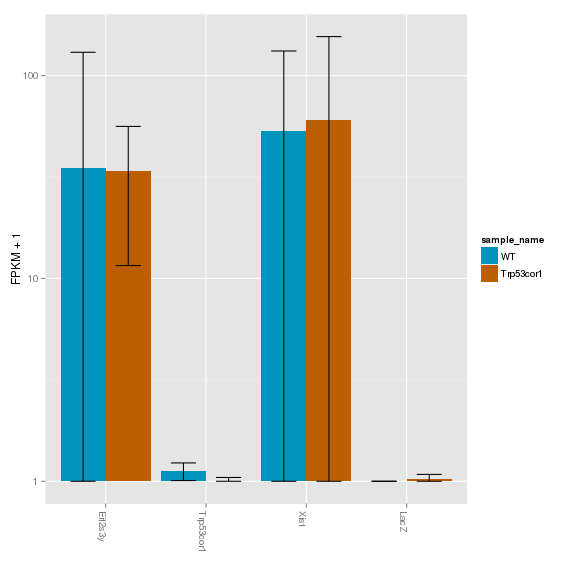 FPKM + 1
100
10
1
Eif2s3y
Trp53cor1
Xist
LacZ
sample_name
WT
Trp53cor1